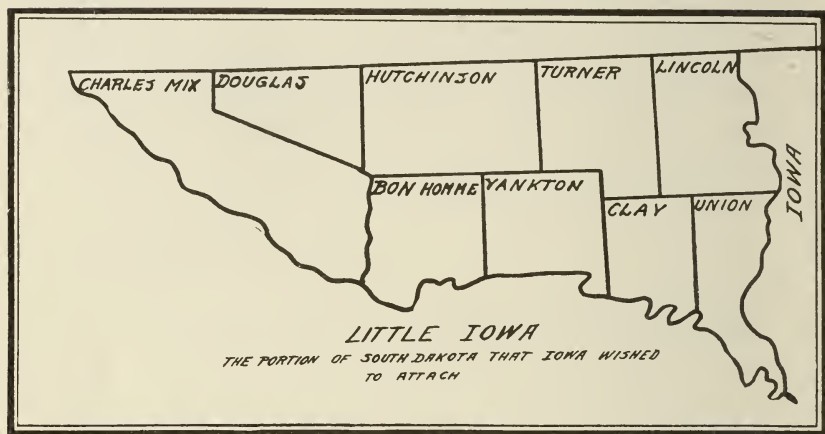 CHARLES MIX
DOUGLAS
HUTCHINSON
TURNER
LINCOLN
BON HOMME
YANKTON
CLAY
UNION
IOWA
LITTLE IOWA
THE PORTION OF SOUTH DAKOTA THAT IOWA WISHED
TO ATTACH